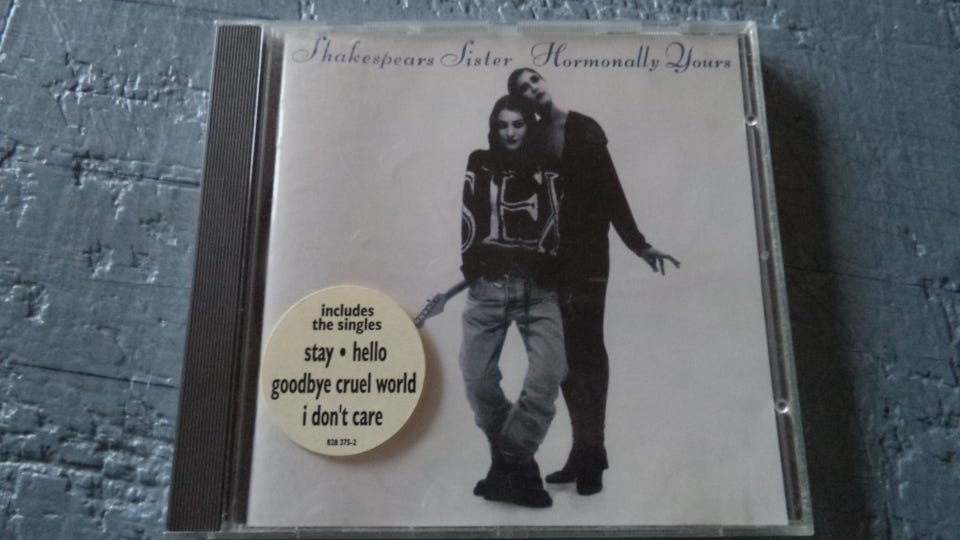 Shakespears Sister Hormonally Yours
SEX
includes
the singles
stay • hello
goodbye cruel world
i don't care
828 375-2